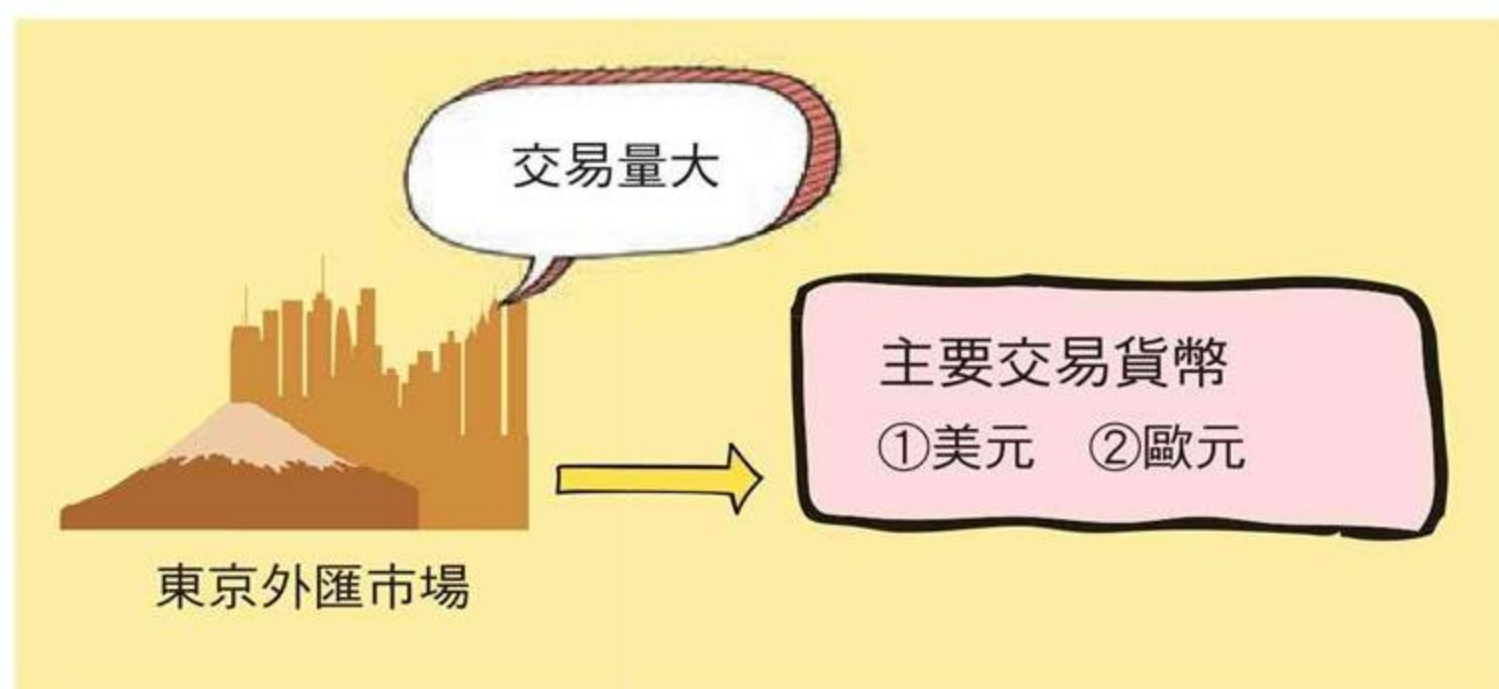 交易量大
主要交易貨幣
①美元　②歐元
東京外匯市場